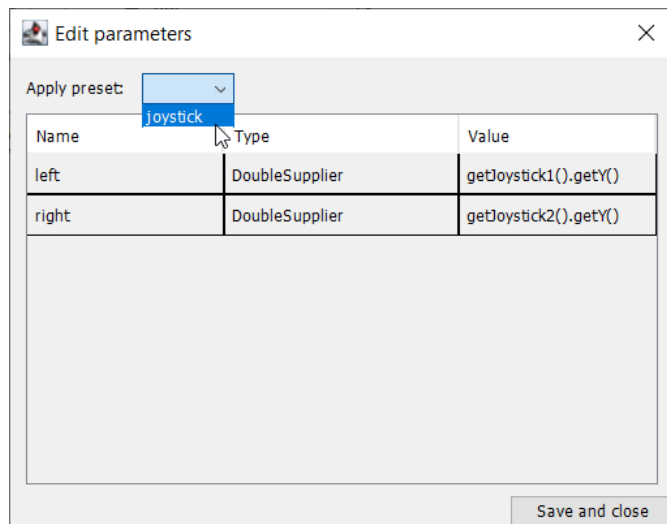 Edit parameters
Apply preset:
joystick
Name Type Value
left DoubleSupplier getJoystick1().getY()
right DoubleSupplier getJoystick2().getY()
Save and close